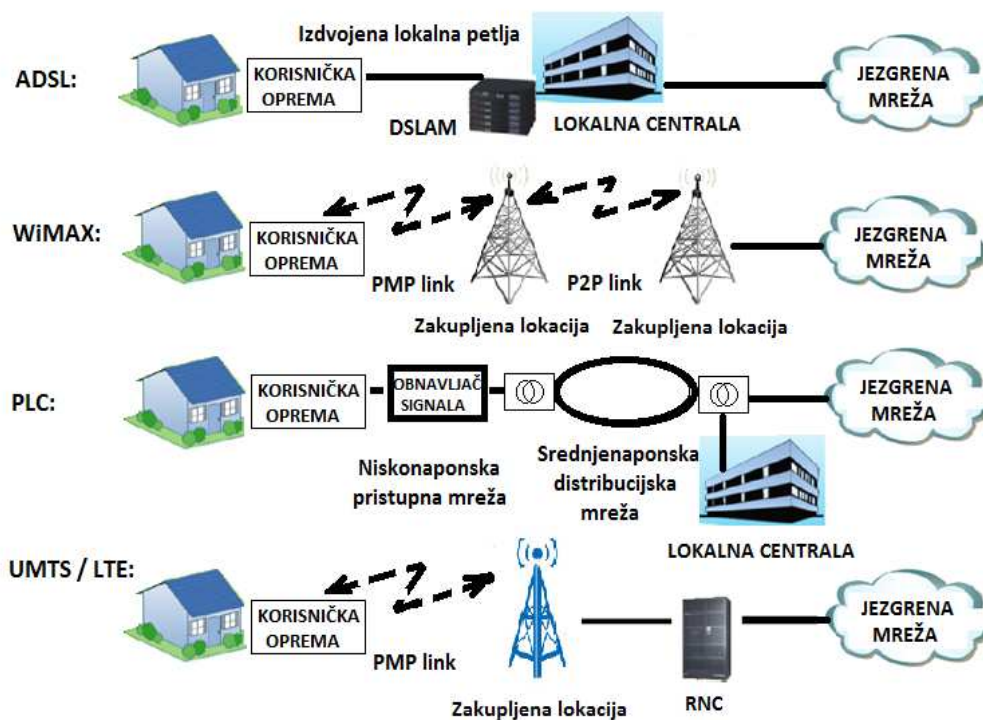 Izdvojena lokalna petlja
ADSL:
KORISNIČKA
OPREMA
DSLAM
LOKALNA CENTRALA
JEZGRENA
MREŽA
WiMAX:
KORISNIČKA
OPREMA
PMP link
P2P link
JEZGRENA
MREŽA
Zakupljena lokacija
Zakupljena lokacija
PLC:
KORISNIČKA
OPREMA
OBNAVLJAČ
SIGNALA
JEZGRENA
MREŽA
Niskonaponska
pristupna mreža
Srednjenaponska
distribucijska
mreža
LOKALNA CENTRALA
UMTS / LTE:
KORISNIČKA
OPREMA
PMP link
JEZGRENA
MREŽA
Zakupljena lokacija
RNC